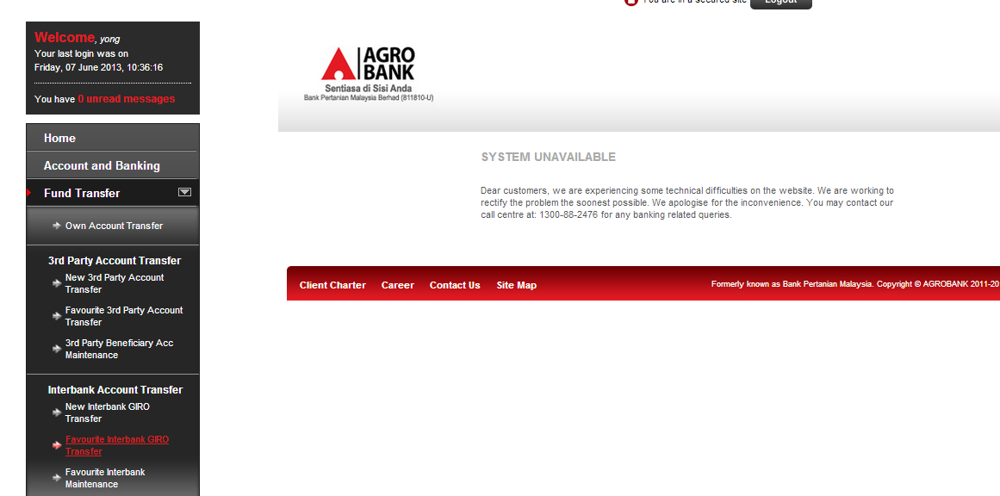 You are in a secured site Logout
Welcome, yong
Your last login was on
Friday, 07 June 2013, 10:36:16
You have 0 unread messages
Home
Account and Banking
Fund Transfer
Own Account Transfer
3rd Party Account Transfer
New 3rd Party Account
Transfer
Favourite 3rd Party Account
Transfer
3rd Party Beneficiary Acc
Maintenance
Interbank Account Transfer
New Interbank GIRO
Transfer
Favourite Interbank GIRO
Transfer
Favourite Interbank
Maintenance
AGRO
BANK
Sentiasa di Sisi Anda
Bank Pertanian Malaysia Berhad (811810-U)
SYSTEM UNAVAILABLE
Dear customers, we are experiencing some technical difficulties on the website. We are working to
rectify the problem the soonest possible. We apologise for the inconvenience. You may contact our
call centre at: 1300-88-2476 for any banking related queries.
Client Charter Career Contact Us Site Map
Formerly known as Bank Pertanian Malaysia. Copyright © AGROBANK 2011-20